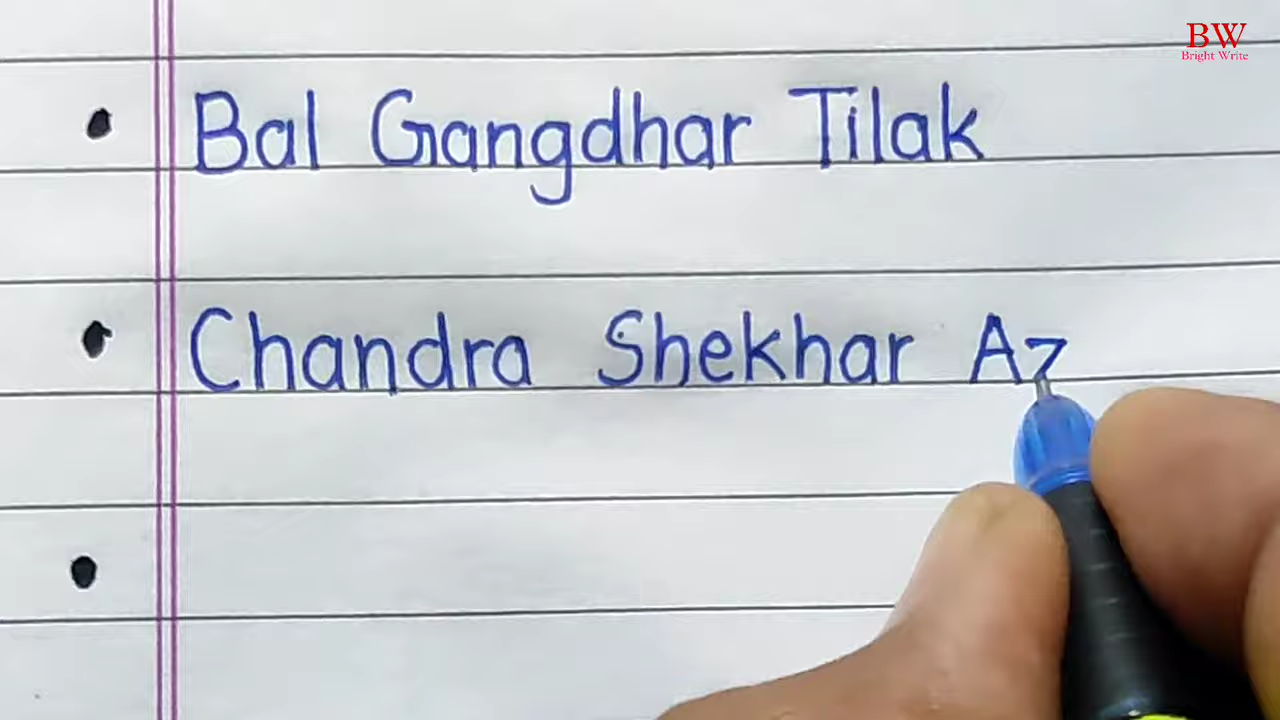 BW
Bright Write
• Bal Gangdhar Tilak
• Chandra Shekhar Az
•